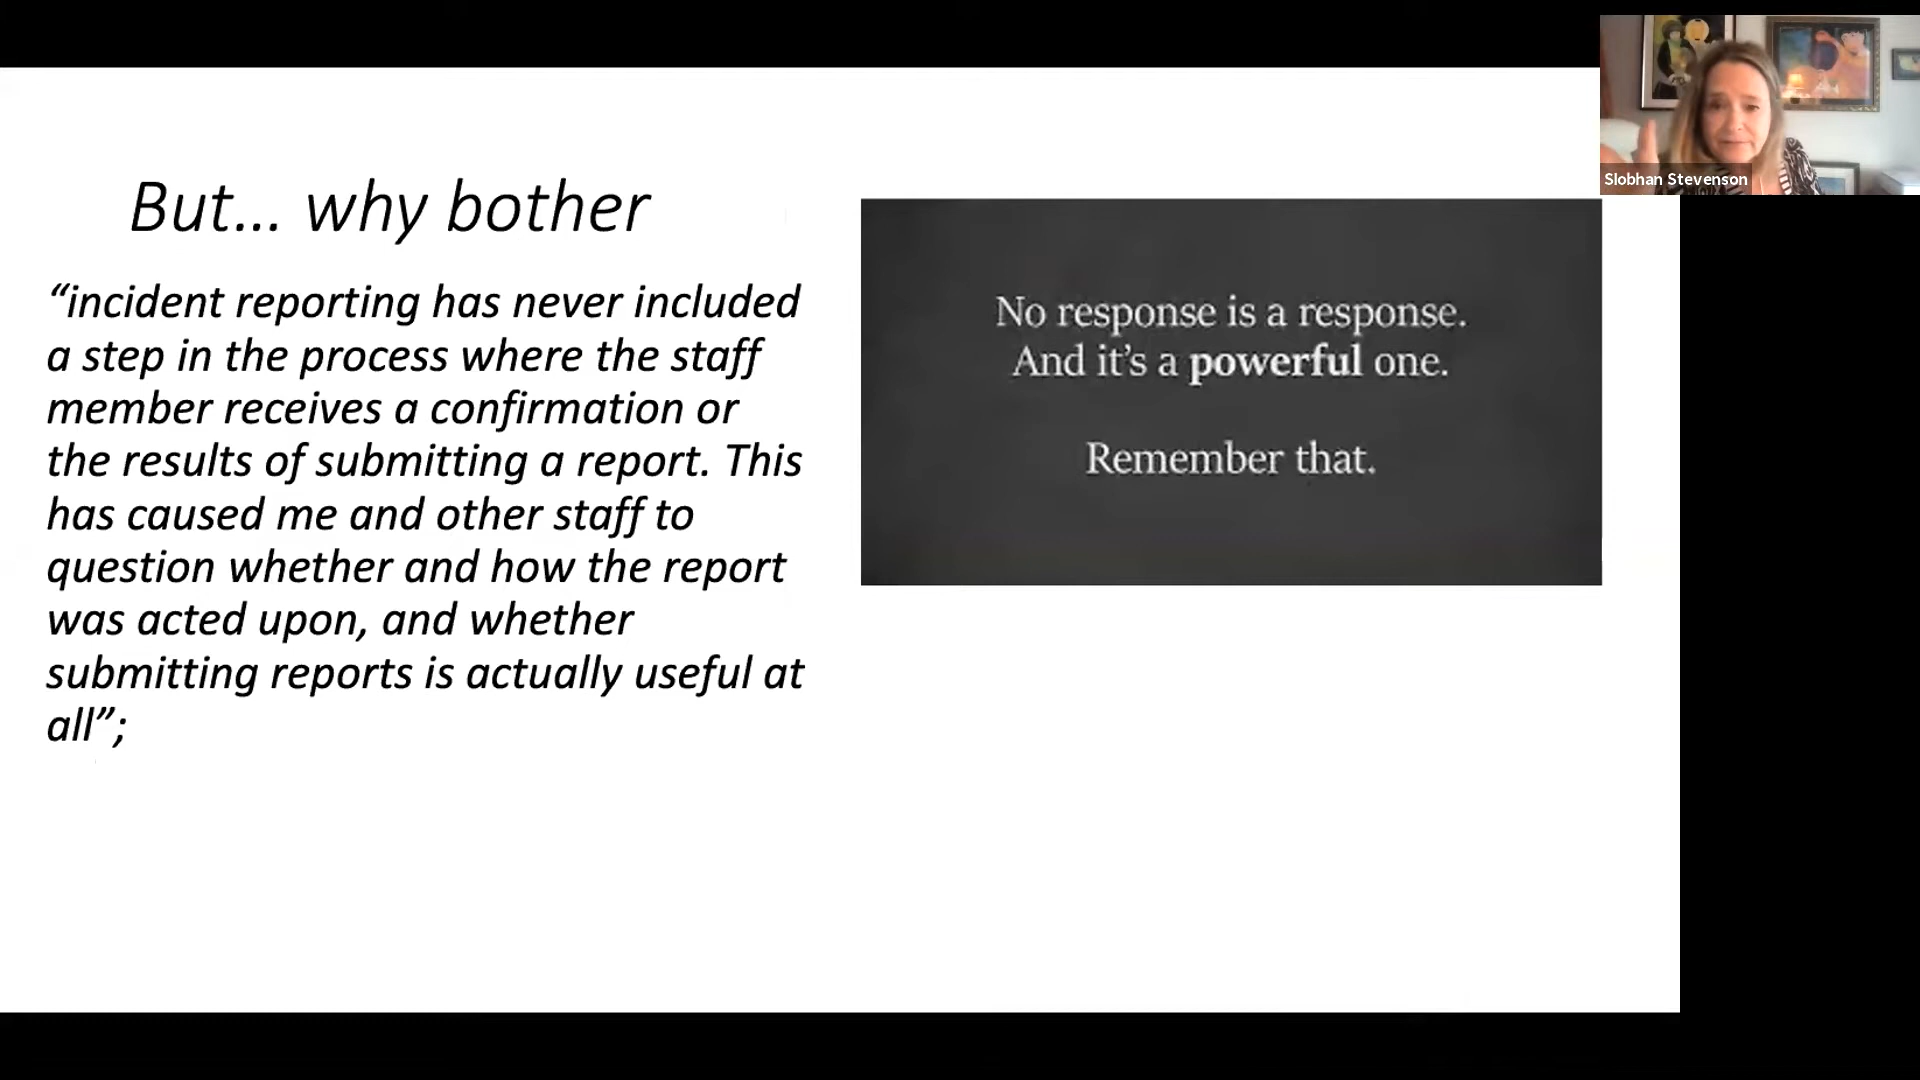 SIobhan Stevenson
But... why bother
“incident reporting has never included
a step in the process where the staff
member receives a confirmation or
the results of submitting a report. This
has caused me and other staff to
question whether and how the report
was acted upon, and whether
submitting reports is actually useful at
all”;
No response is a response.
And it’s a powerful one.
Remember that.